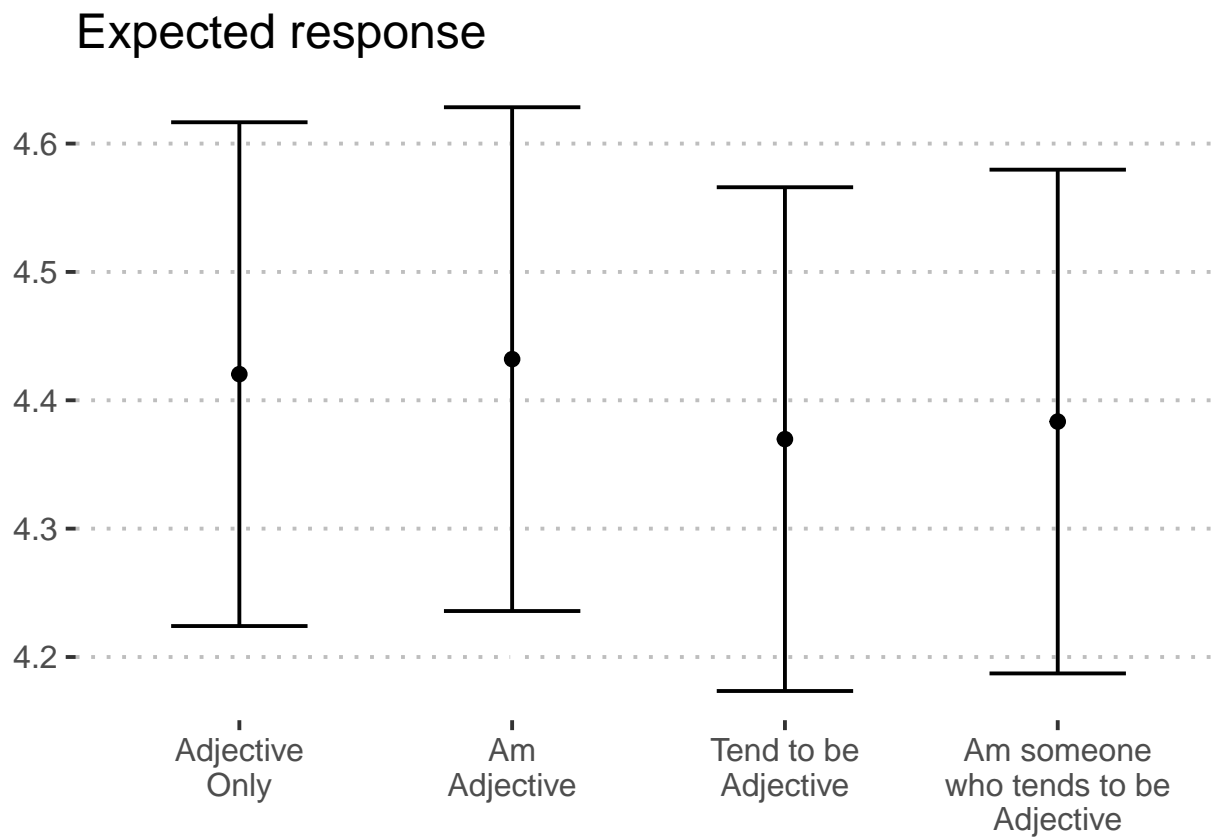 Expected response
4.6
4.5
4.4
4.3
4.2
Adjective
Only
Am
Adjective
Tend to be
Adjective
Am someone
who tends to be
Adjective